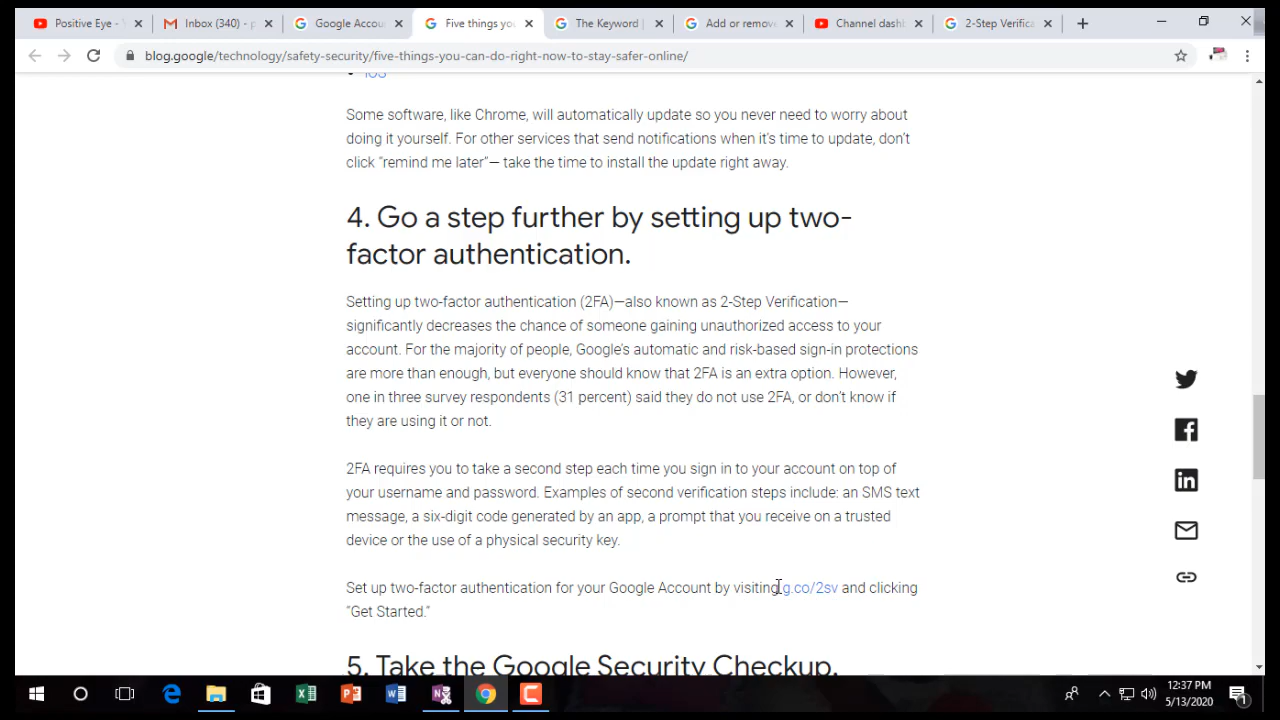 Positive Eye -
Inbox (340) - p
Google Accou
Five things you
The Keyword |
Add or remove
Channel dashb
2-Step Verifica
blog.google/technology/safety-security/five-things-you-can-do-right-now-to-stay-safer-online/
iOS
Some software, like Chrome, will automatically update so you never need to worry about
doing it yourself. For other services that send notifications when it's time to update, don't
click “remind me later”— take the time to install the update right away.
4. Go a step further by setting up two-
factor authentication.
Setting up two-factor authentication (2FA)—also known as 2-Step Verification—
significantly decreases the chance of someone gaining unauthorized access to your
account. For the majority of people, Google's automatic and risk-based sign-in protections
are more than enough, but everyone should know that 2FA is an extra option. However,
one in three survey respondents (31 percent) said they do not use 2FA, or don't know if
they are using it or not.
2FA requires you to take a second step each time you sign in to your account on top of
your username and password. Examples of second verification steps include: an SMS text
message, a six-digit code generated by an app, a prompt that you receive on a trusted
device or the use of a physical security key.
Set up two-factor authentication for your Google Account by visiting g.co/2sv and clicking
“Get Started.”
5. Take the Google Security Checkup.
12:37 PM
5/13/2020
1